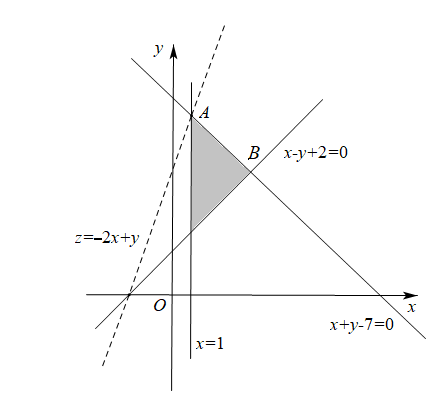 y
A
B
x-y+2=0
z=-2x+y
O
x
x+y-7=0
x=1